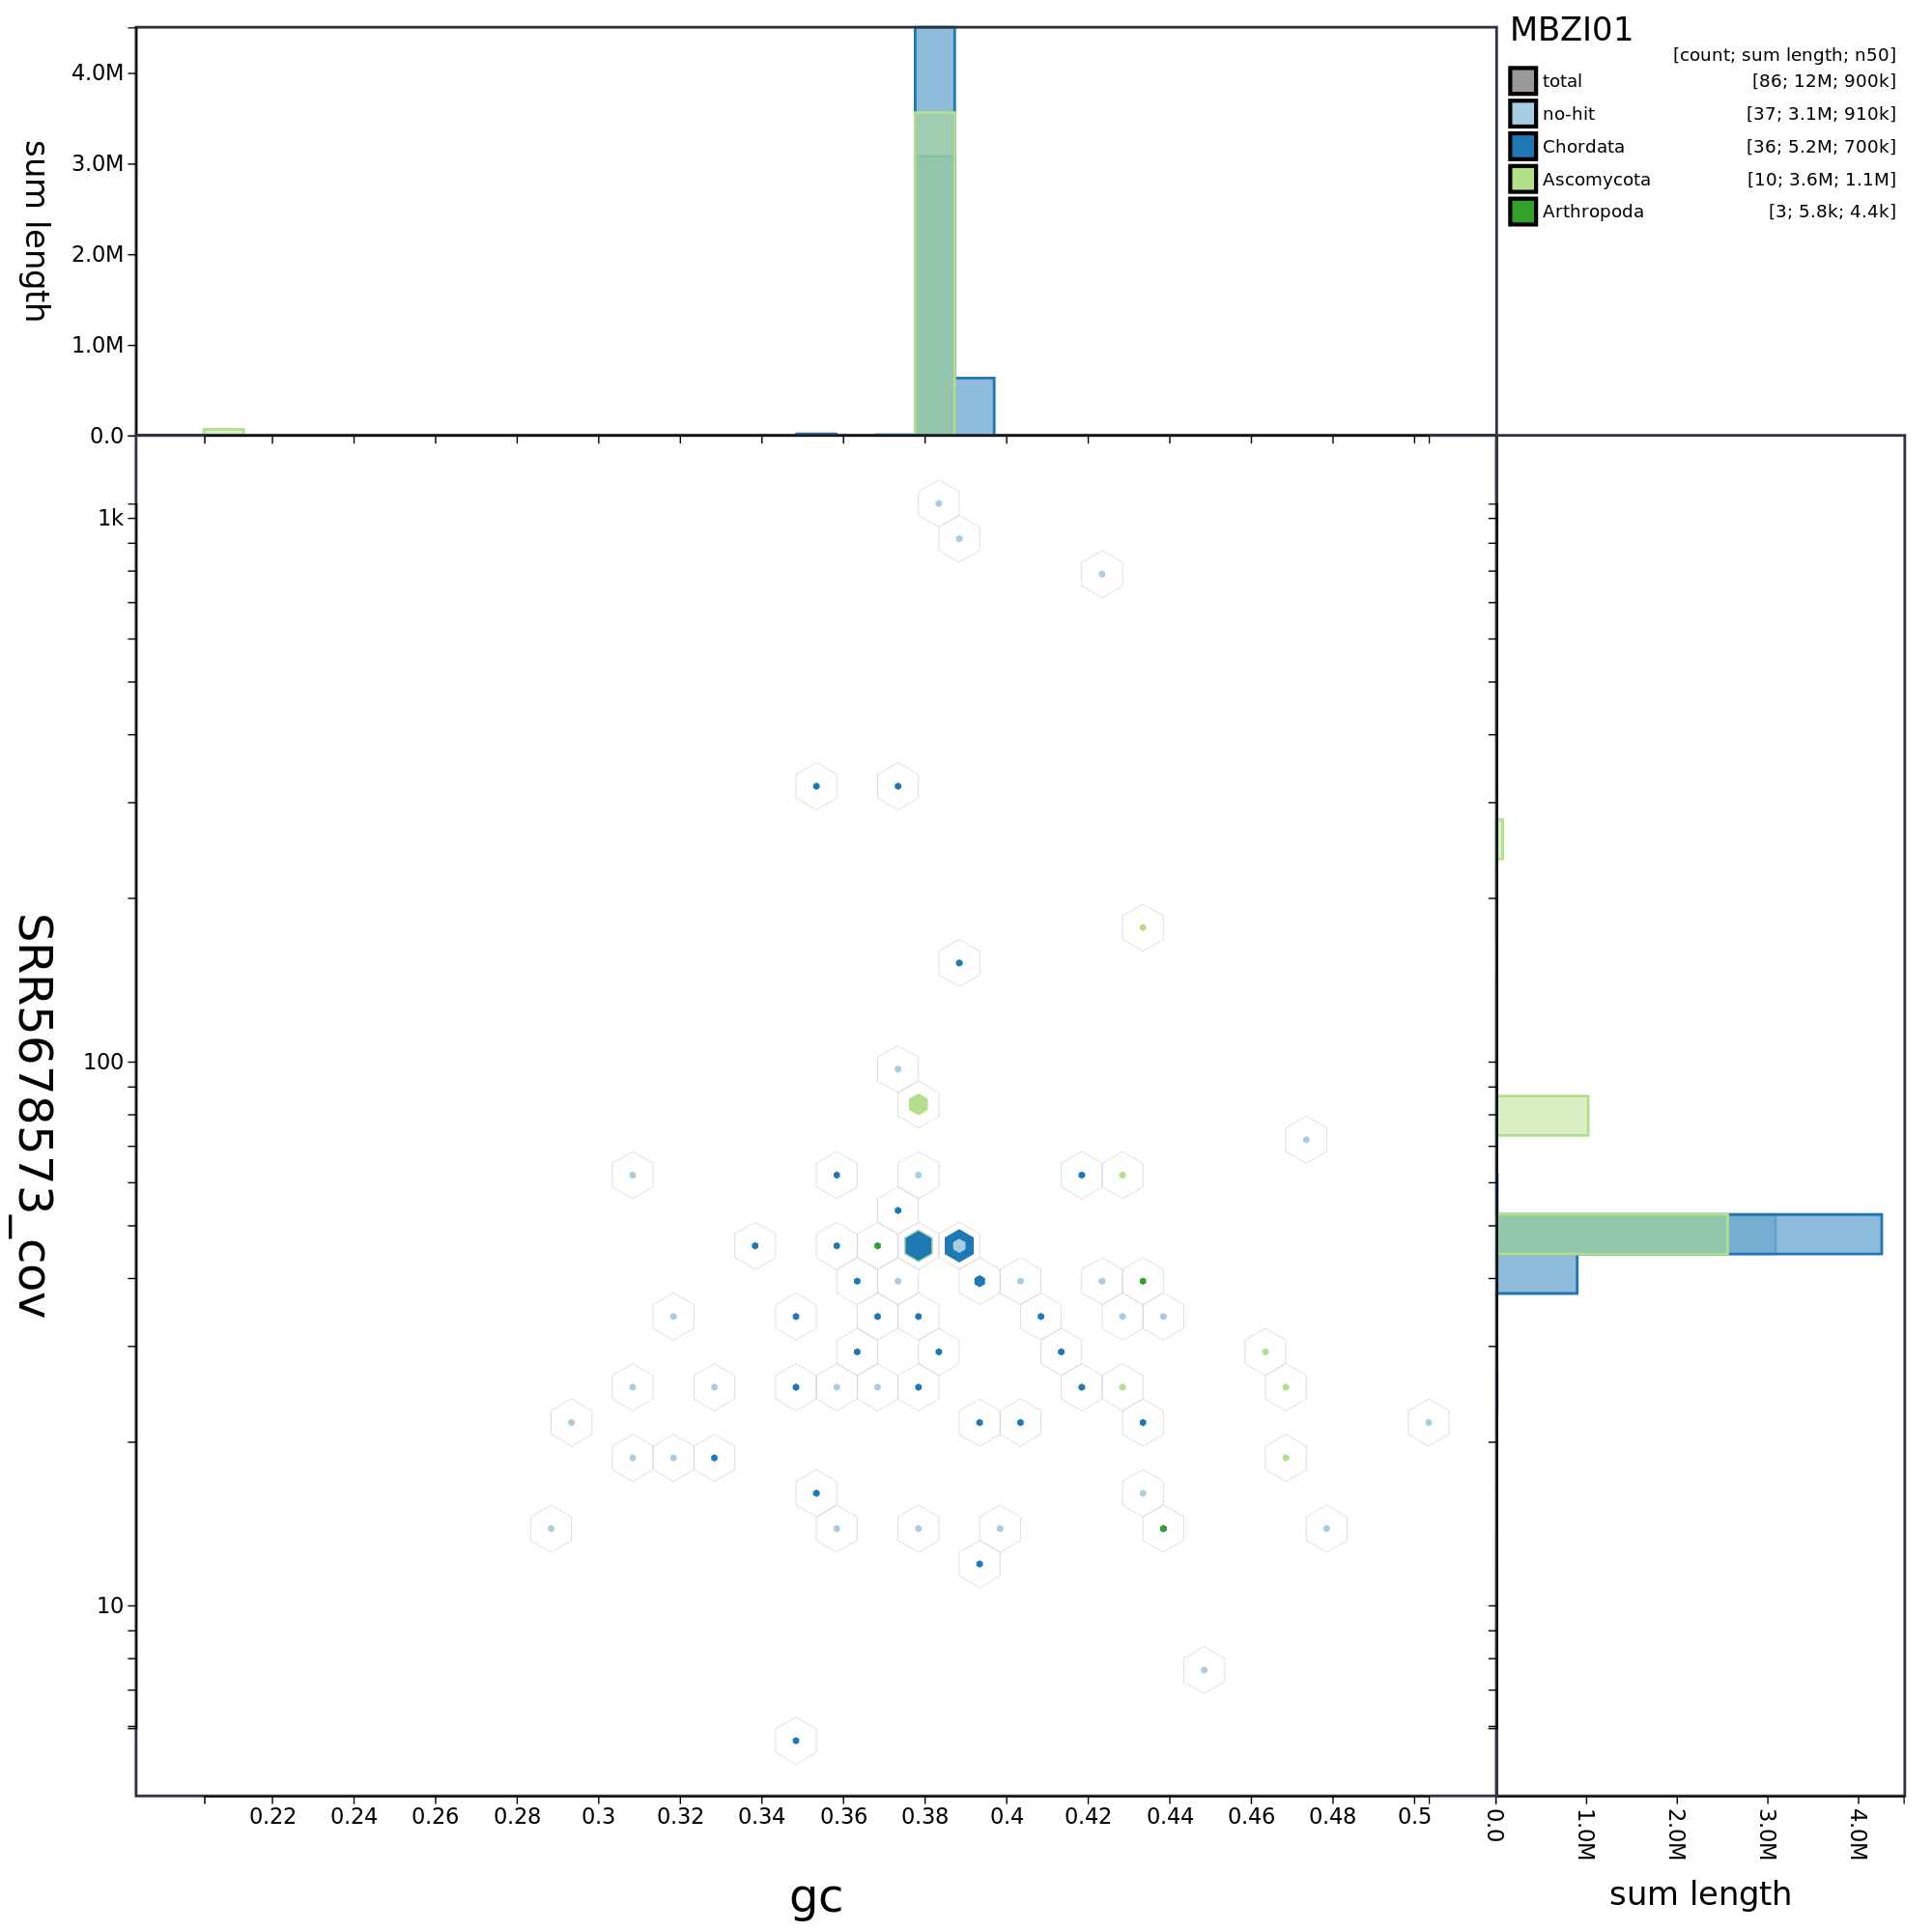 MBZI01
[count; sum length; n50]
total [86; 12M; 900k]
no-hit [37; 3.1M; 910k]
Chordata [36; 5.2M; 700k]
Ascomycota [10; 3.6M; 1.1M]
Arthropoda [3; 5.8k; 4.4k]
sum length
4.0M
3.0M
2.0M
1.0M
0.0
SRR5678573_cov
1k
100
10
0.22 0.24 0.26 0.28 0.3 0.32 0.34 0.36 0.38 0.4 0.42 0.44 0.46 0.48 0.5
gc
0.0 1.0M 2.0M 3.0M 4.0M
sum length